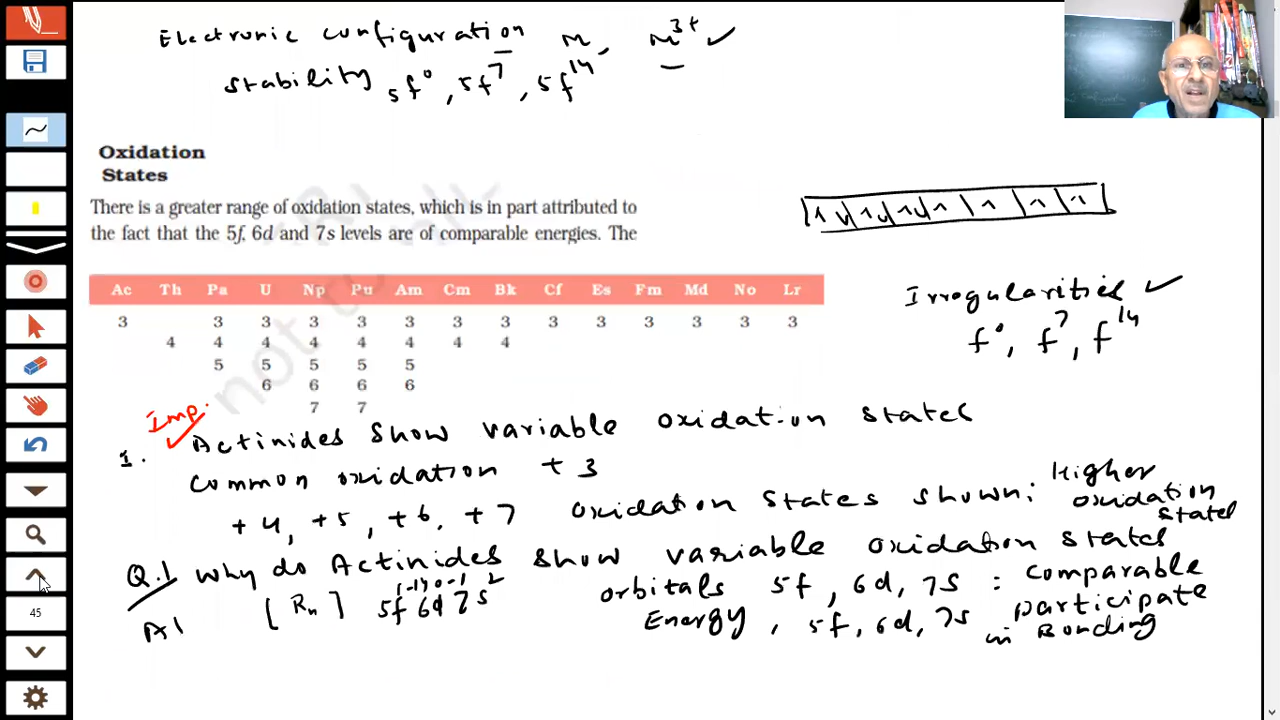 Electronic configuration M, M3+ ✓
stability 5f0, 5f7, 5f14
Oxidation
States
There is a greater range of oxidation states, which is in part attributed to
the fact that the 5f, 6d and 7s levels are of comparable energies. The
Ac Th Pa U Np Pu Am Cm Bk Cf Es Fm Md No Lr
3 3 3 3 3 3 3 3 3 3 3 3 3 3
4 4 4 4 4 4 4 4
5 5 5 5 5
6 6 6 6
7 7
Irregularities ✓
f0, f7, f14
Imp.
1. ✓ Actinides show variable oxidation states
common oxidation +3
+4, +5, +6, +7 oxidation states shown: Higher
oxidation
states
Q.1 why do Actinides show variable oxidation states
A1 [Rn] 5f1-14 6d0-1 7s2
orbitals 5f, 6d, 7s : comparable
Energy, 5f, 6d, 7s participate
in Bonding
45